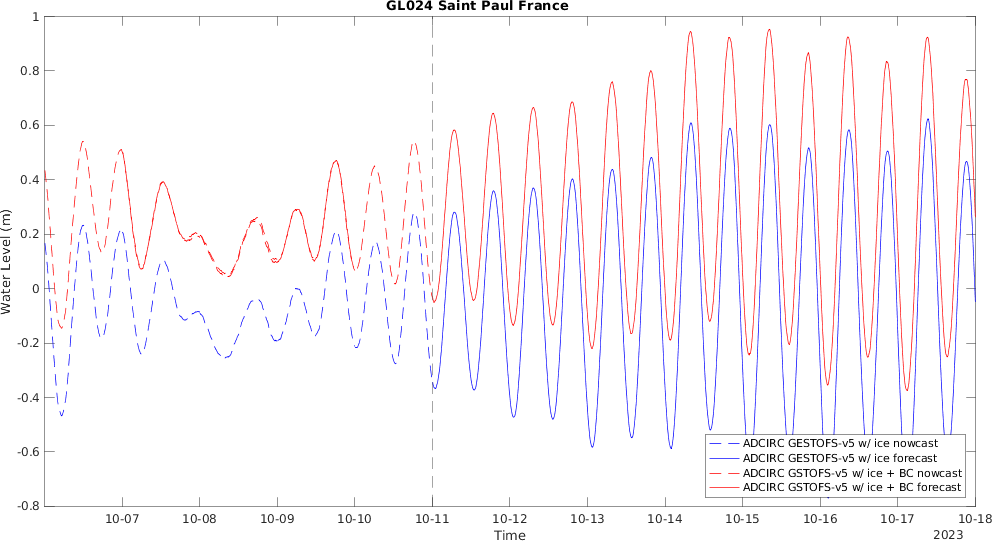 GL024 Saint Paul France
Water Level (m)
1
0.8
0.6
0.4
0.2
0
-0.2
-0.4
-0.6
-0.8
ADCIRC GESTOFS-v5 w/ ice nowcast
ADCIRC GESTOFS-v5 w/ ice forecast
ADCIRC GSTOFS-v5 w/ ice + BC nowcast
ADCIRC GSTOFS-v5 w/ ice + BC forecast
10-07 10-08 10-09 10-10 10-11 10-12 10-13 10-14 10-15 10-16 10-17 10-18
Time
2023